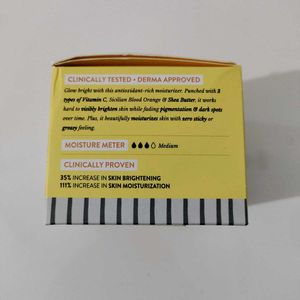 CLINICALLY TESTED • DERMA APPROVED
Glow bright with this antioxidant-rich moisturizer. Punched with 3
types of Vitamin C, Sicilian Blood Orange & Shea Butter, it works
hard to visibly brighten skin while fading pigmentation & dark spots
over time. Plus, it beautifully moisturizes skin with zero sticky or
greasy feeling.
MOISTURE METER Medium
CLINICALLY PROVEN
35% INCREASE IN SKIN BRIGHTENING
111% INCREASE IN SKIN MOISTURIZATION